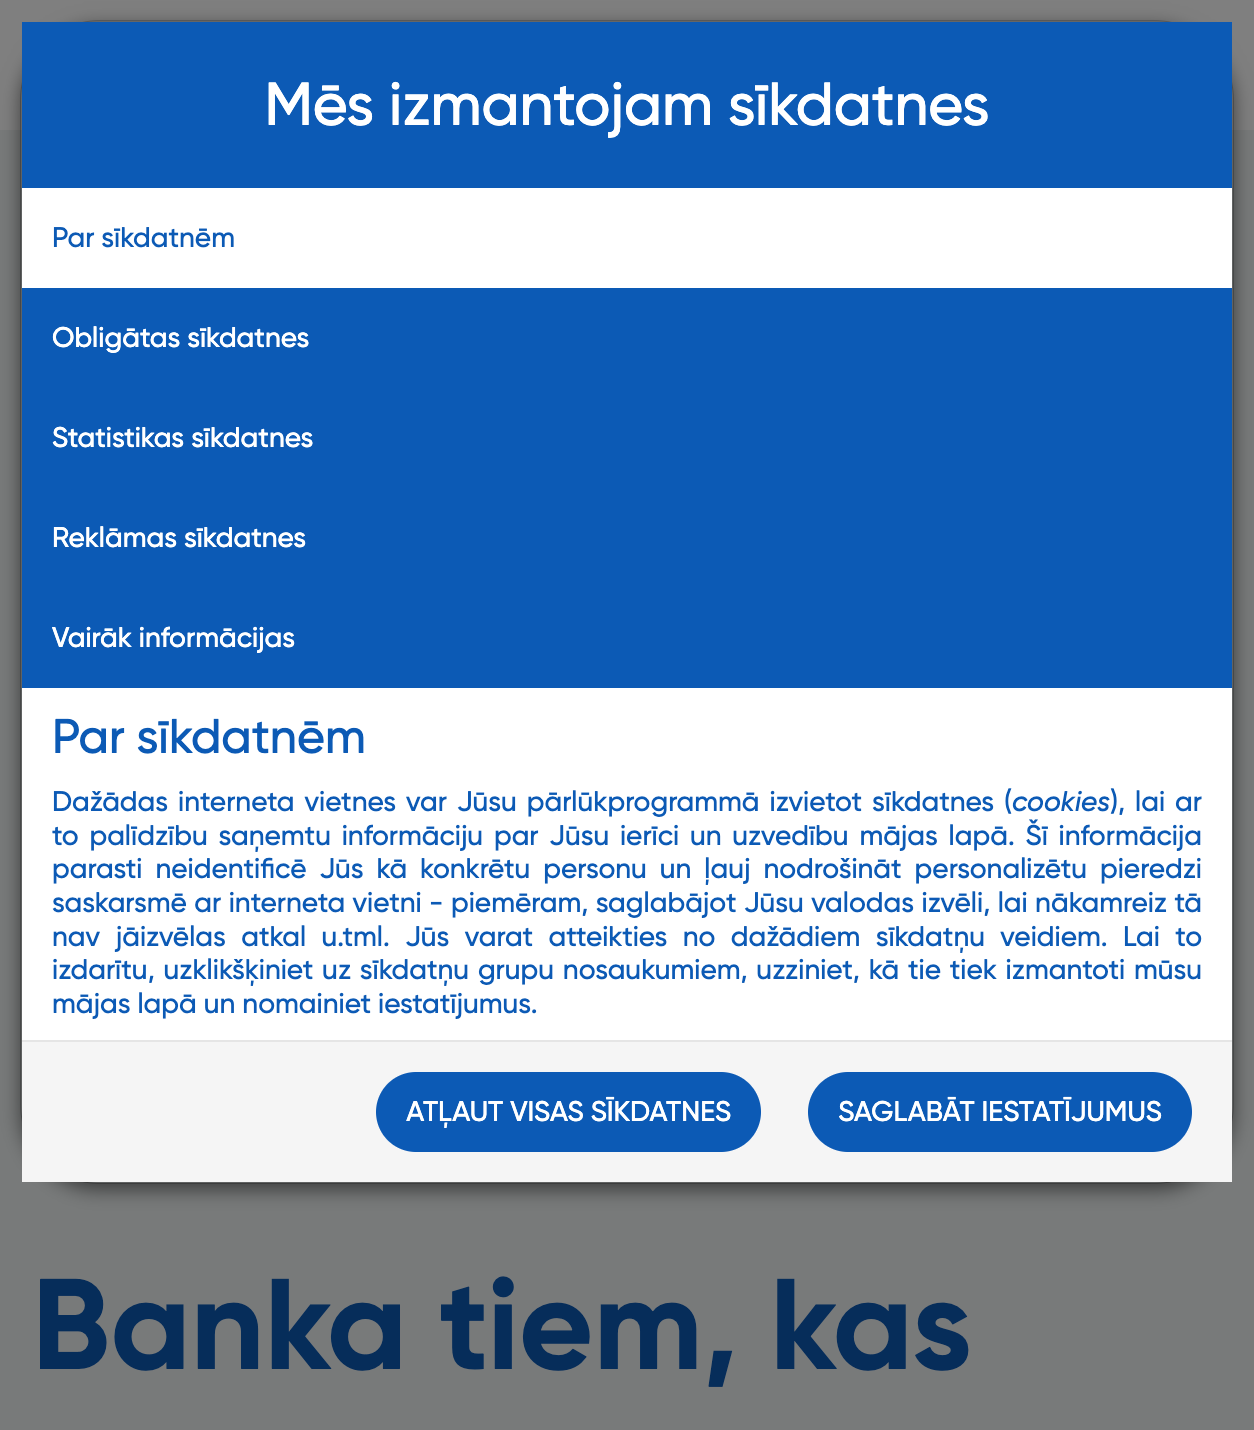 Mēs izmantojam sīkdatnes
Par sīkdatnēm
Obligātas sīkdatnes
Statistikas sīkdatnes
Reklāmas sīkdatnes
Vairāk informācijas
Par sīkdatnēm
Dažādas interneta vietnes var Jūsu pārlūkprogrammā izvietot sīkdatnes (cookies), lai ar
to palīdzību saņemtu informāciju par Jūsu ierīci un uzvedību mājas lapā. Šī informācija
parasti neidentificē Jūs kā konkrētu personu un ļauj nodrošināt personalizētu pieredzi
saskarsmē ar interneta vietni - piemēram, saglabājot Jūsu valodas izvēli, lai nākamreiz tā
nav jāizvēlas atkal u.tml. Jūs varat atteikties no dažādiem sīkdatņu veidiem. Lai to
izdarītu, uzklikšķiniet uz sīkdatņu grupu nosaukumiem, uzziniet, kā tie tiek izmantoti mūsu
mājas lapā un nomainiet iestatījumus.
ATĻAUT VISAS SĪKDATNES
SAGLABĀT IESTATĪJUMUS
Banka tiem, kas